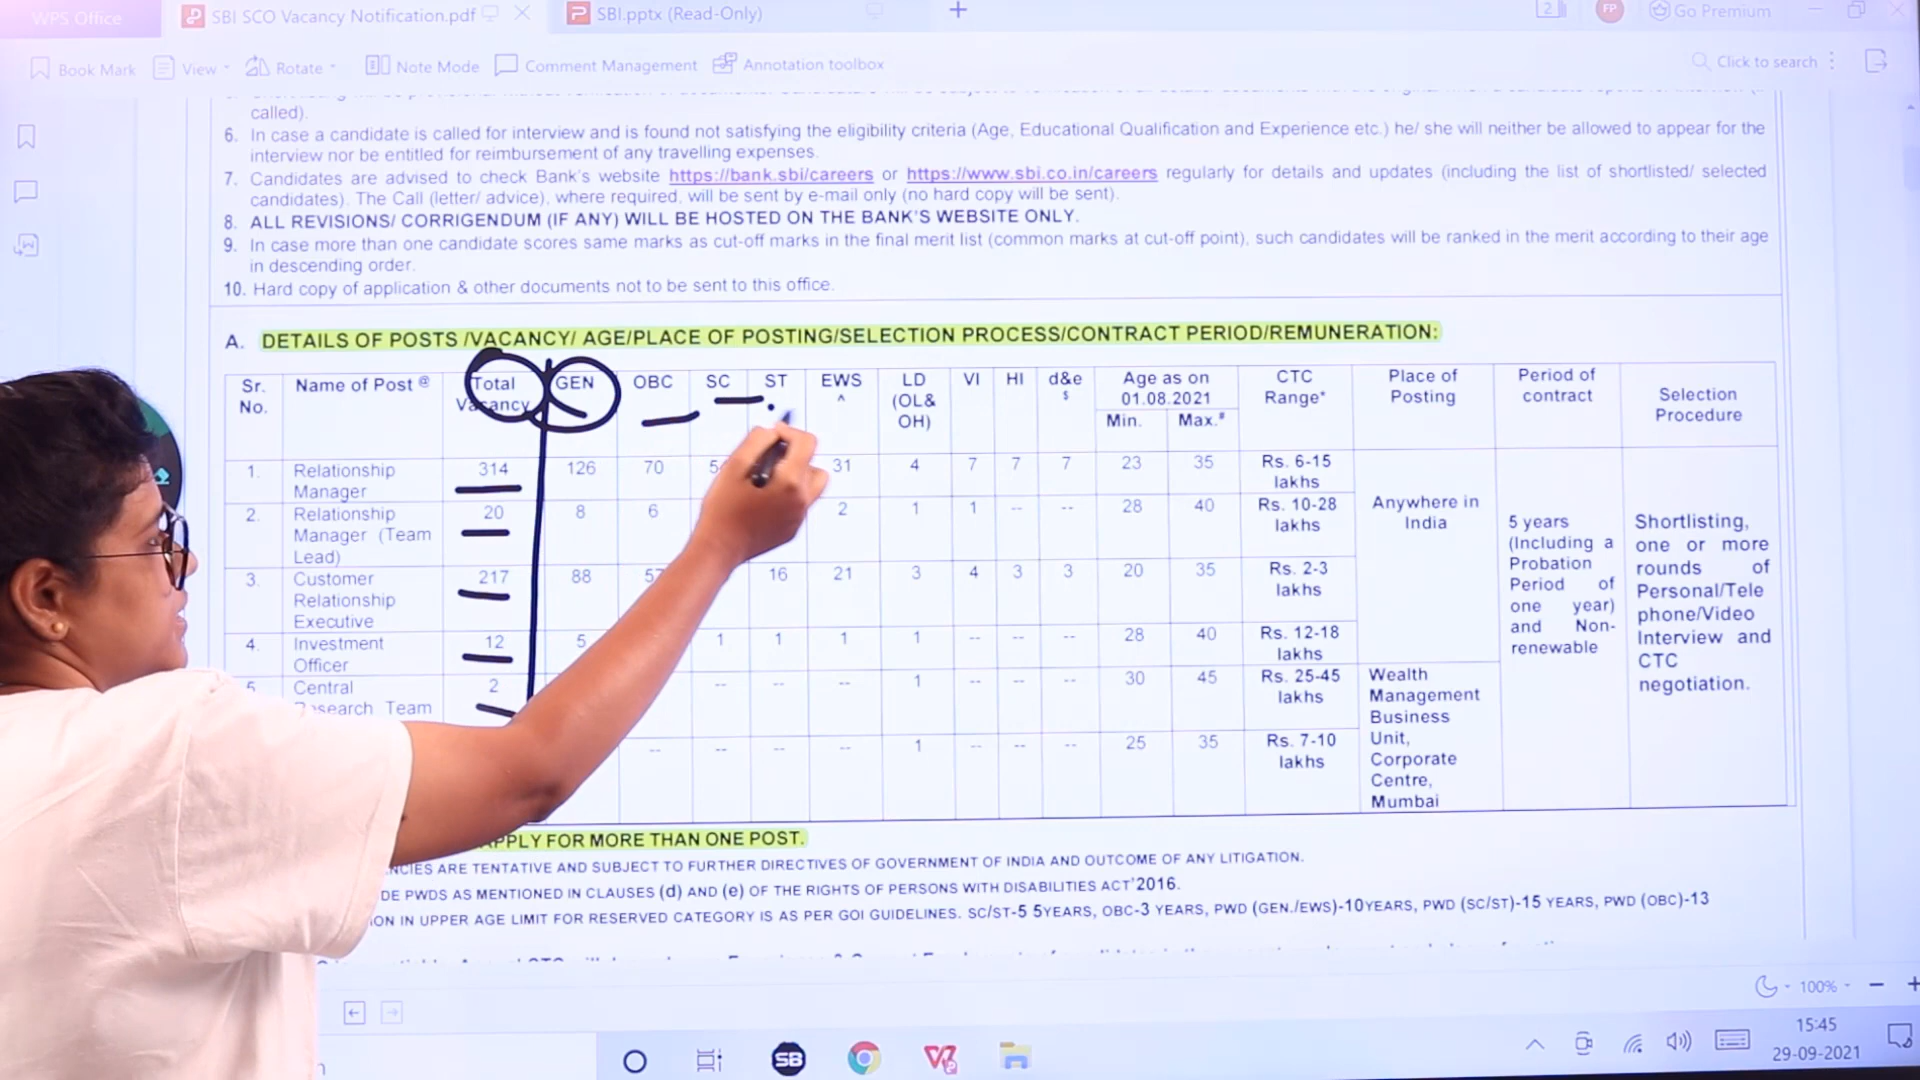 WPS Office
SBI SCO Vacancy Notification.pdf
SBI.pptx (Read-Only)
2
FP
Go Premium
Book Mark
View
Rotate
Note Mode
Comment Management
Annotation toolbox
Click to search
called).
6. In case a candidate is called for interview and is found not satisfying the eligibility criteria (Age, Educational Qualification and Experience etc.) he/ she will neither be allowed to appear for the
interview nor be entitled for reimbursement of any travelling expenses.
7. Candidates are advised to check Bank's website https://bank.sbi/careers or https://www.sbi.co.in/careers regularly for details and updates (including the list of shortlisted/ selected
candidates). The Call (letter/ advice), where required, will be sent by e-mail only (no hard copy will be sent).
8. ALL REVISIONS/ CORRIGENDUM (IF ANY) WILL BE HOSTED ON THE BANK'S WEBSITE ONLY.
9. In case more than one candidate scores same marks as cut-off marks in the final merit list (common marks at cut-off point), such candidates will be ranked in the merit according to their age
in descending order.
10. Hard copy of application & other documents not to be sent to this office.
A. DETAILS OF POSTS /VACANCY/ AGE/PLACE OF POSTING/SELECTION PROCESS/CONTRACT PERIOD/REMUNERATION:
Sr. No. Name of Post @ Total Vacancy GEN OBC SC ST EWS ^ LD (OL& OH) VI HI d&e $ Age as on 01.08.2021 Min. Max.# CTC Range* Place of Posting Period of contract Selection Procedure
1. Relationship Manager 314 126 70 31 4 7 7 7 23 35 Rs. 6-15 lakhs
2. Relationship Manager (Team Lead) 20 8 6 2 1 1 -- -- 28 40 Rs. 10-28 lakhs
3. Customer Relationship Executive 217 88 57 16 21 3 4 3 3 20 35 Rs. 2-3 lakhs
4. Investment Officer 12 5 1 1 1 1 -- -- -- 28 40 Rs. 12-18 lakhs
5. Central Research Team 2 -- -- -- 1 -- -- -- 30 45 Rs. 25-45 lakhs
-- -- -- -- 1 -- -- -- 25 35 Rs. 7-10 lakhs
Anywhere in India
Wealth Management Business Unit, Corporate Centre, Mumbai
5 years (Including a Probation Period of one year) and Non-renewable
Shortlisting, one or more rounds of Personal/Telephone/Video Interview and CTC negotiation.
APPLY FOR MORE THAN ONE POST.
NCIES ARE TENTATIVE AND SUBJECT TO FURTHER DIRECTIVES OF GOVERNMENT OF INDIA AND OUTCOME OF ANY LITIGATION.
DE PWDS AS MENTIONED IN CLAUSES (d) AND (e) OF THE RIGHTS OF PERSONS WITH DISABILITIES ACT'2016.
ION IN UPPER AGE LIMIT FOR RESERVED CATEGORY IS AS PER GOI GUIDELINES. SC/ST-5 5YEARS, OBC-3 YEARS, PWD (GEN./EWS)-10YEARS, PWD (SC/ST)-15 YEARS, PWD (OBC)-13
100%
SB
15:45
29-09-2021